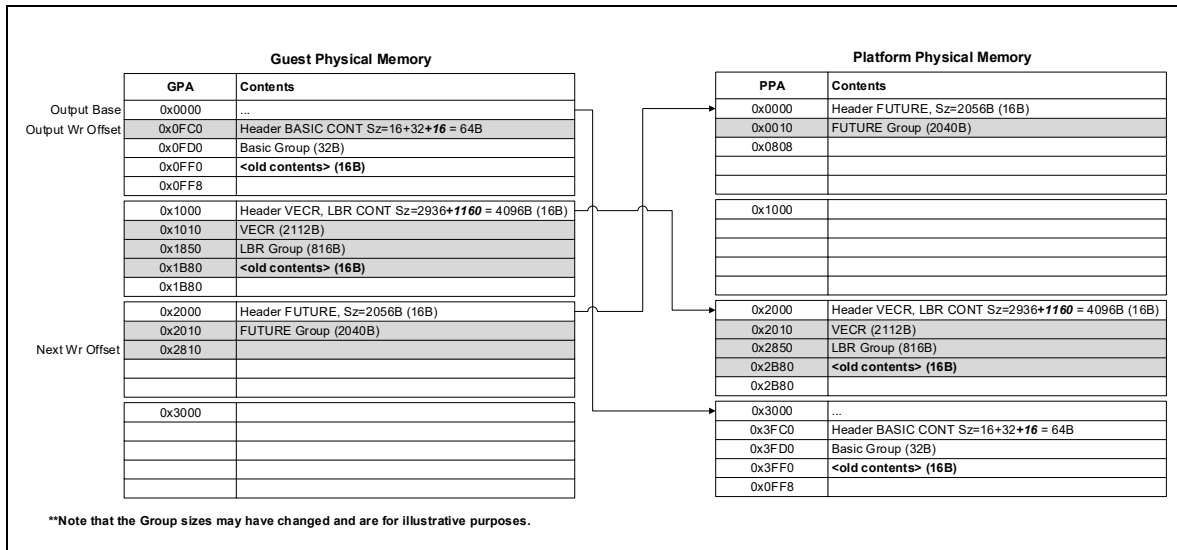 Guest Physical Memory
GPA Contents
Output Base 0x0000 ...
Output Wr Offset 0x0FC0 Header BASIC CONT Sz=16+32+16 = 64B
0x0FD0 Basic Group (32B)
0x0FF0 <old contents> (16B)
0x0FF8
0x1000 Header VECR, LBR CONT Sz=2936+1160 = 4096B (16B)
0x1010 VECR (2112B)
0x1850 LBR Group (816B)
0x1B80 <old contents> (16B)
0x1B80
0x2000 Header FUTURE, Sz=2056B (16B)
0x2010 FUTURE Group (2040B)
Next Wr Offset 0x2810
0x3000
Platform Physical Memory
PPA Contents
0x0000 Header FUTURE, Sz=2056B (16B)
0x0010 FUTURE Group (2040B)
0x0808
0x1000
0x2000 Header VECR, LBR CONT Sz=2936+1160 = 4096B (16B)
0x2010 VECR (2112B)
0x2850 LBR Group (816B)
0x2B80 <old contents> (16B)
0x2B80
0x3000 ...
0x3FC0 Header BASIC CONT Sz=16+32+16 = 64B
0x3FD0 Basic Group (32B)
0x3FF0 <old contents> (16B)
0x0FF8
**Note that the Group sizes may have changed and are for illustrative purposes.